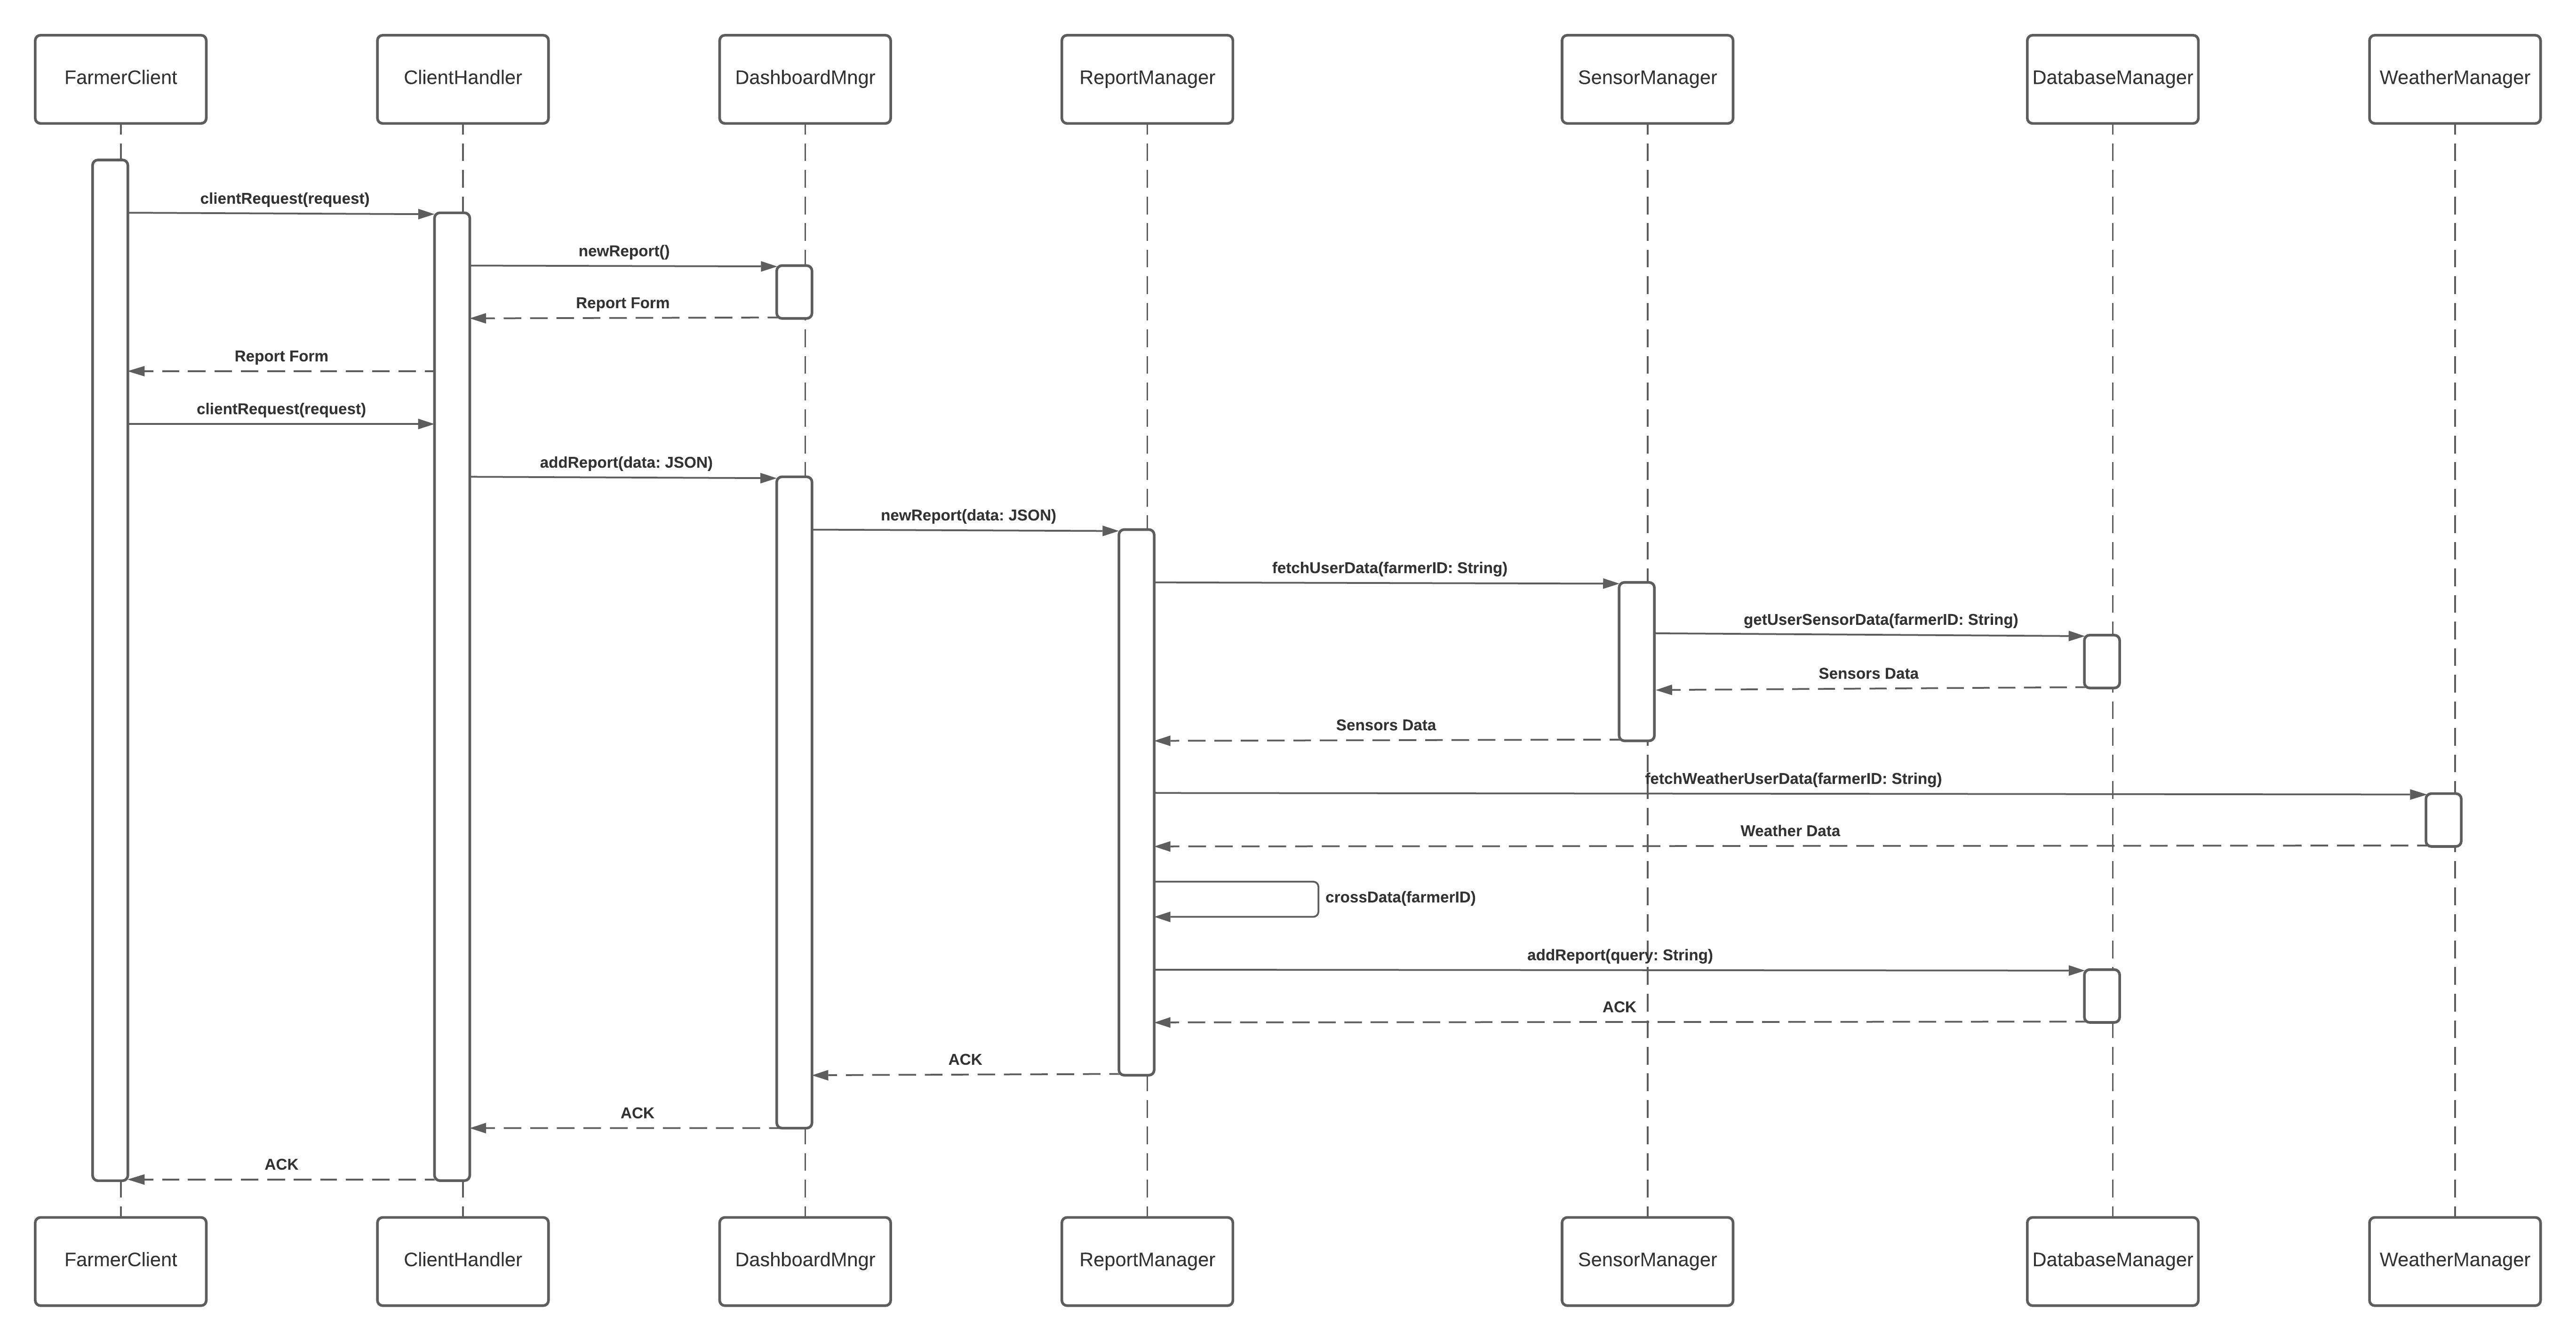 FarmerClient
ClientHandler
DashboardMngr
ReportManager
SensorManager
DatabaseManager
WeatherManager
clientRequest(request)
newReport()
Report Form
Report Form
clientRequest(request)
addReport(data: JSON)
newReport(data: JSON)
fetchUserData(farmerID: String)
getUserSensorData(farmerID: String)
Sensors Data
Sensors Data
fetchWeatherUserData(farmerID: String)
Weather Data
crossData(farmerID)
addReport(query: String)
ACK
ACK
ACK
ACK
FarmerClient
ClientHandler
DashboardMngr
ReportManager
SensorManager
DatabaseManager
WeatherManager